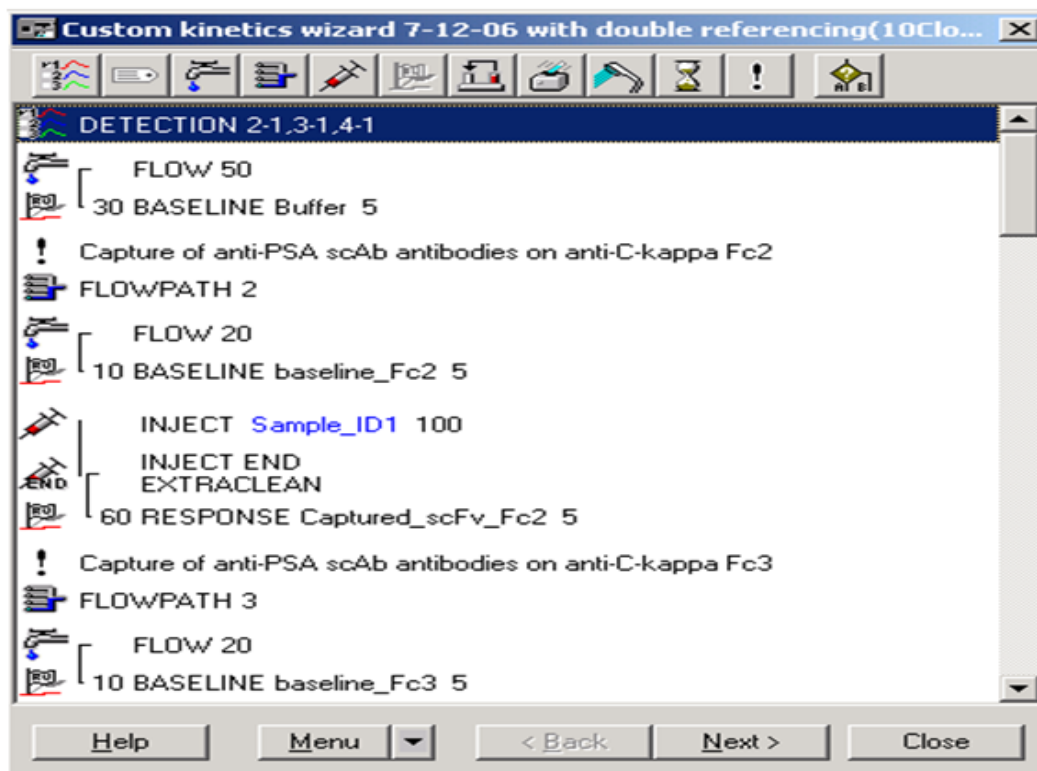 Custom kinetics wizard 7-12-06 with double referencing(10Clo...
DETECTION 2-1,3-1,4-1
FLOW 50
30 BASELINE Buffer 5
Capture of anti-PSA scAb antibodies on anti-C-kappa Fc2
FLOWPATH 2
FLOW 20
10 BASELINE baseline_Fc2 5
INJECT Sample_ID1 100
INJECT END
EXTRACLEAN
60 RESPONSE Captured_scFv_Fc2 5
Capture of anti-PSA scAb antibodies on anti-C-kappa Fc3
FLOWPATH 3
FLOW 20
10 BASELINE baseline_Fc3 5
Help Menu < Back Next > Close